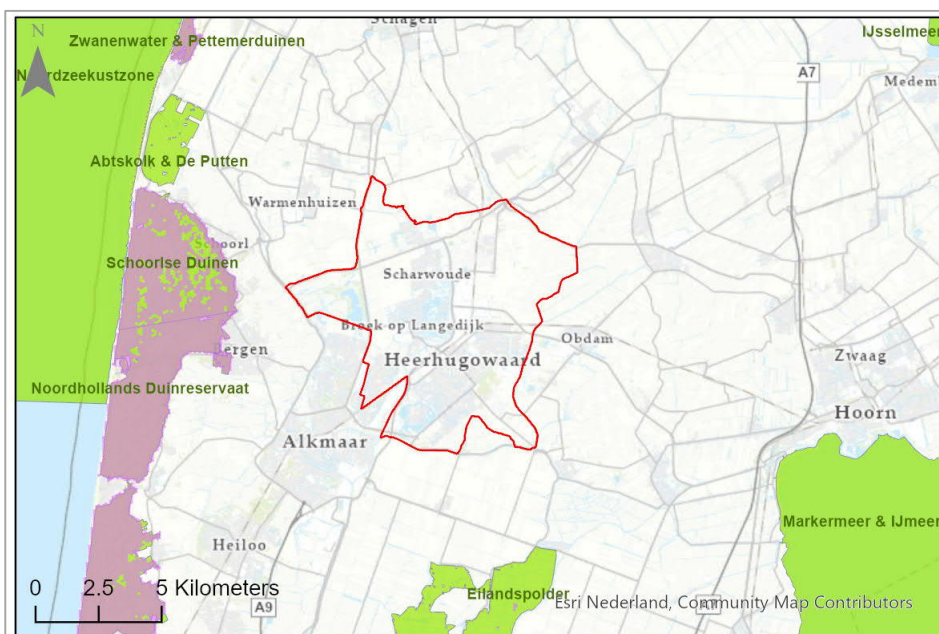 Schagen
Zwanenwater & Pettemerduinen
IJsselmeer
N
Noordzeekustzone
A7
Medemb
Abtskolk & De Putten
Warmenhuizen
Schoorl
Schoorlse Duinen
Scharwoude
Broek op Langedijk
Obdam
Bergen
Heerhugowaard
Zwaag
Noordhollands Duinreservaat
Hoorn
Alkmaar
Markermeer & IJmeer
Heiloo
0 2.5 5 Kilometers
Eilandspolder
A9
A7
Esri Nederland, Community Map Contributors